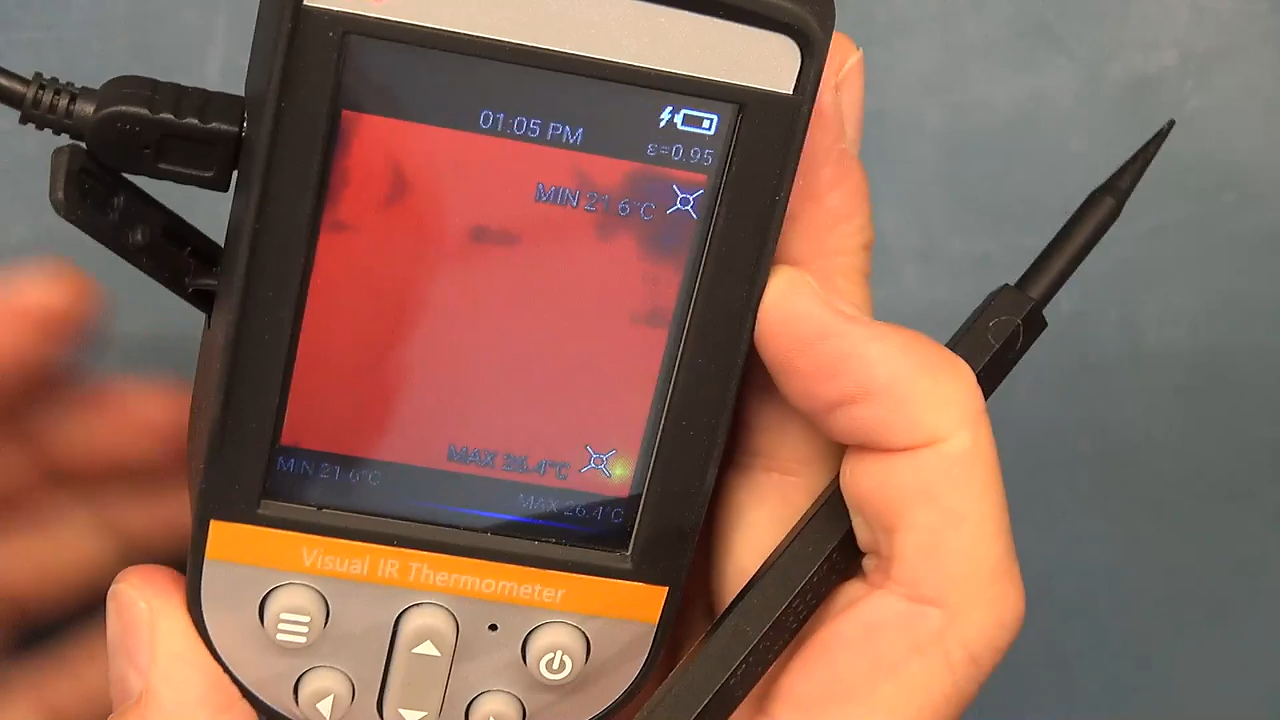 01:05 PM
ε=0.95
MIN 21.6°C
MAX 26.4°C
MIN 21.6°C
MAX 26.4°C
Visual IR Thermometer